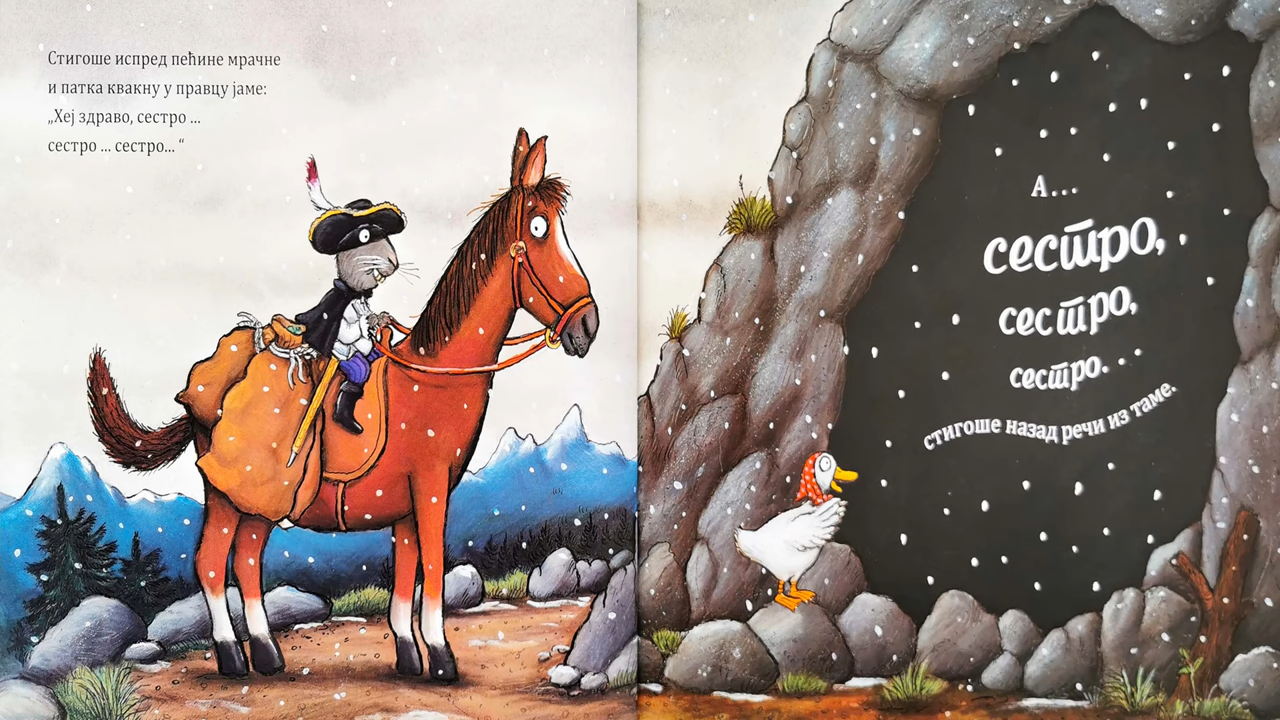 Стигоше испред пећине мрачне
и патка квакну у правцу јаме:
„Хеј здраво, сестро ...
сестро ... сестро... “
А...
сестро,
сестро,
сестро...
стигоше назад речи из таме.